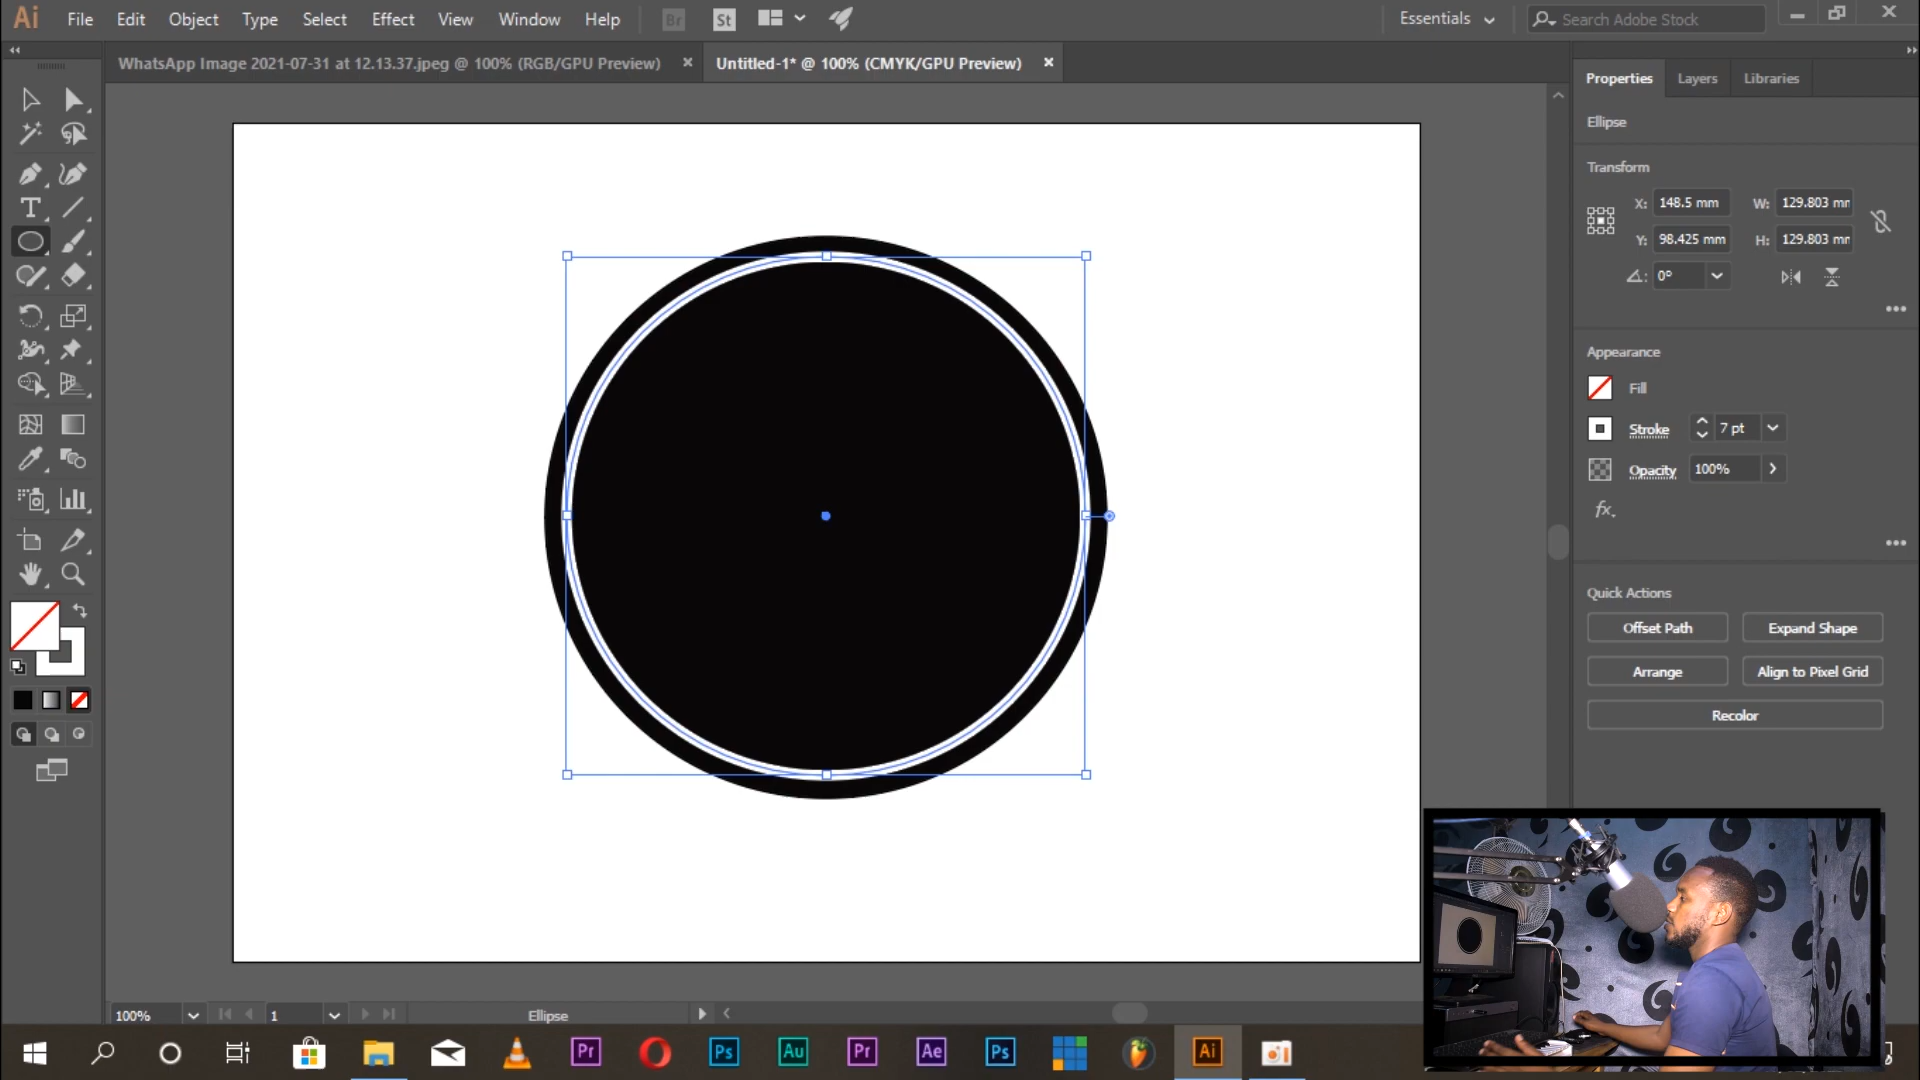 Ai File Edit Object Type Select Effect View Window Help Br St Essentials Search Adobe Stock
WhatsApp Image 2021-07-31 at 12.13.37.jpeg @ 100% (RGB/GPU Preview) × Untitled-1* @ 100% (CMYK/GPU Preview) ×
Properties Layers Libraries
Ellipse
Transform
X: 148.5 mm W: 129.803 mm
Y: 98.425 mm H: 129.803 mm
0°
Appearance
Fill
Stroke 7 pt
Opacity 100%
fx.
Quick Actions
Offset Path Expand Shape
Arrange Align to Pixel Grid
Recolor
100% 1 Ellipse
Pr Ps Au Pr Ae Ps Ai